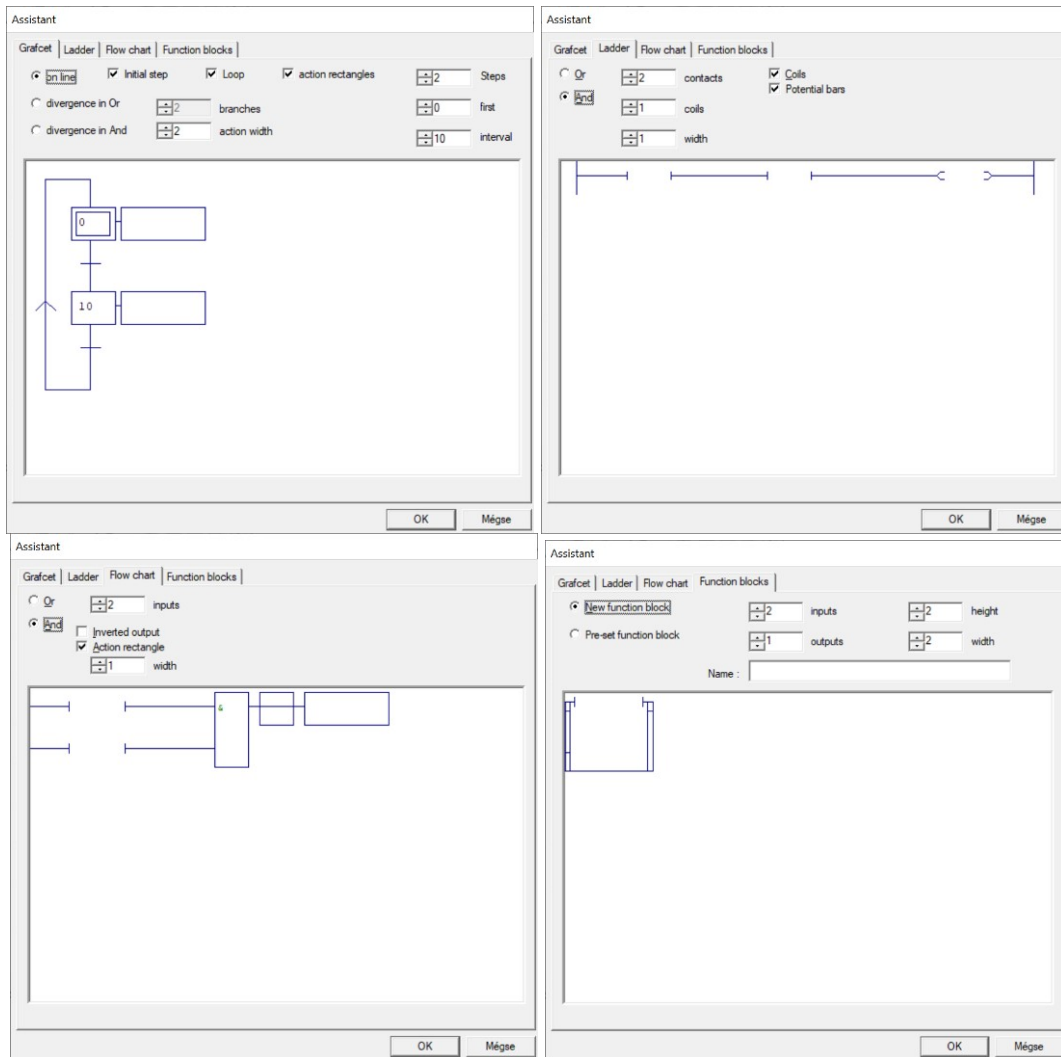 Assistant
Grafcet Ladder Flow chart Function blocks
on line Initial step Loop action rectangles 2 Steps
divergence in Or 2 branches 0 first
divergence in And 2 action width 10 interval
0
10
OK Mégse
Assistant
Grafcet Ladder Flow chart Function blocks
Or 2 contacts Coils
And Potential bars
1 coils
1 width
OK Mégse
Assistant
Grafcet Ladder Flow chart Function blocks
Or 2 inputs
And Inverted output
Action rectangle
1 width
&
OK Mégse
Assistant
Grafcet Ladder Flow chart Function blocks
New function block 2 inputs 2 height
Pre-set function block 1 outputs 2 width
Name :
OK Mégse